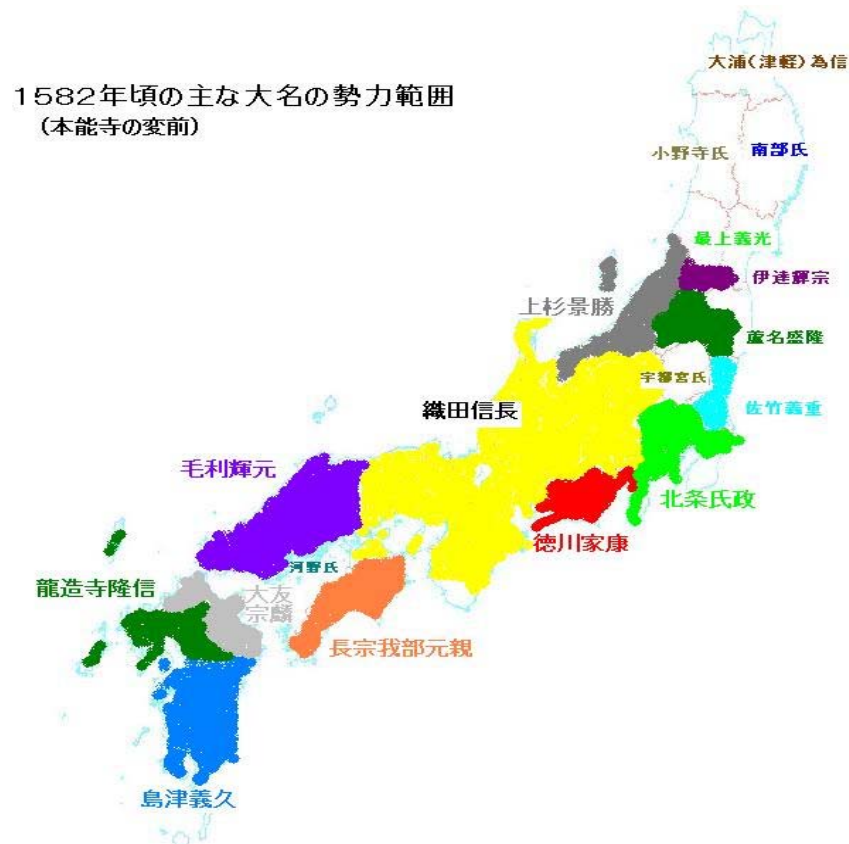 1582年頃の主な大名の勢力範囲
(本能寺の変前)
大浦(津軽)為信
小野寺氏
南部氏
最上義光
伊達輝宗
上杉景勝
蘆名盛隆
宇都宮氏
織田信長
佐竹義重
毛利輝元
北条氏政
徳川家康
河野氏
龍造寺隆信
大友
宗麟
長宗我部元親
島津義久